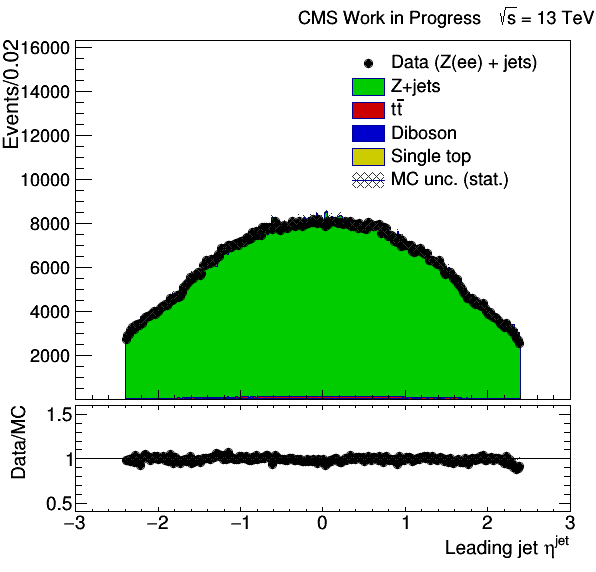 CMS Work in Progress √s = 13 TeV
Events/0.02
16000
14000
12000
10000
8000
6000
4000
2000
Data (Z(ee) + jets)
Z+jets
tt̅
Diboson
Single top
MC unc. (stat.)
Data/MC
1.5
1
0.5
−3 −2 −1 0 1 2 3
Leading jet η^jet